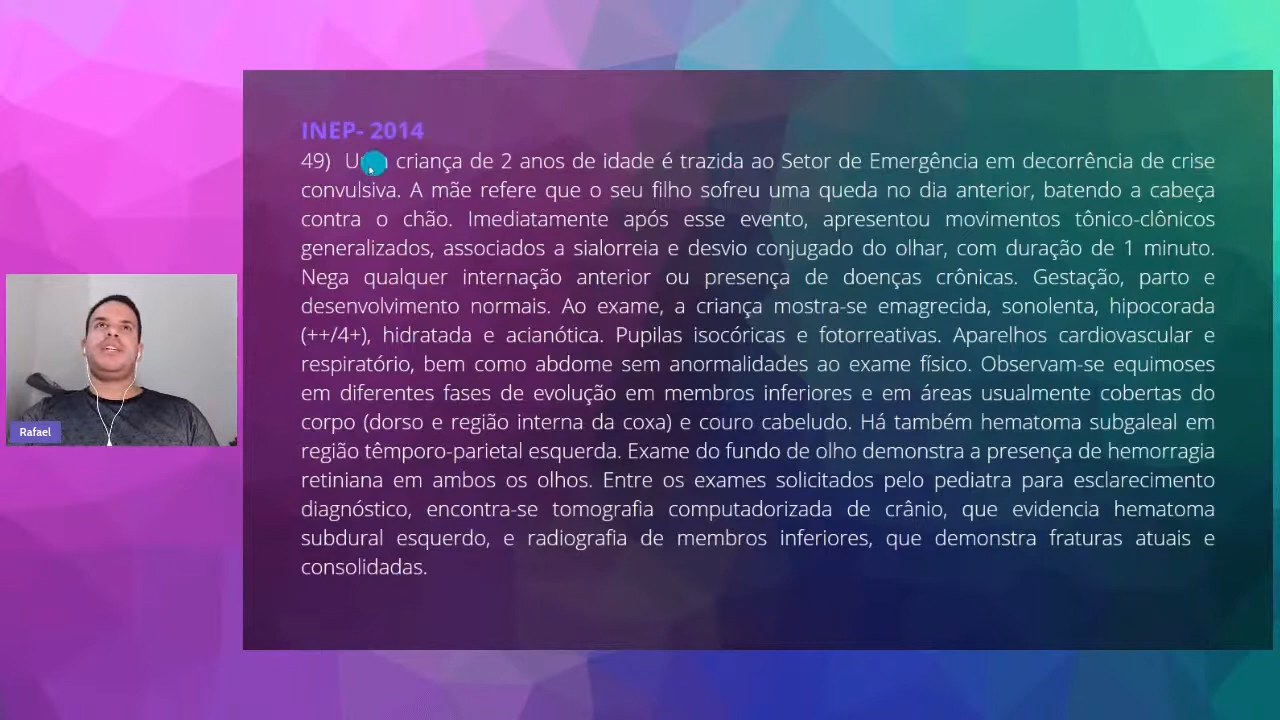 INEP- 2014
49) criança de 2 anos de idade é trazida ao Setor de Emergência em decorrência de crise
convulsiva. A mãe refere que o seu filho sofreu uma queda no dia anterior, batendo a cabeça
contra o chão. Imediatamente após esse evento, apresentou movimentos tônico-clônicos
generalizados, associados a sialorreia e desvio conjugado do olhar, com duração de 1 minuto.
Nega qualquer internação anterior ou presença de doenças crônicas. Gestação, parto e
desenvolvimento normais. Ao exame, a criança mostra-se emagrecida, sonolenta, hipocorada
(++/4+), hidratada e acianótica. Pupilas isocóricas e fotorreativas. Aparelhos cardiovascular e
respiratório, bem como abdome sem anormalidades ao exame físico. Observam-se equimoses
em diferentes fases de evolução em membros inferiores e em áreas usualmente cobertas do
corpo (dorso e região interna da coxa) e couro cabeludo. Há também hematoma subgaleal em
região têmporo-parietal esquerda. Exame do fundo de olho demonstra a presença de hemorragia
retiniana em ambos os olhos. Entre os exames solicitados pelo pediatra para esclarecimento
diagnóstico, encontra-se tomografia computadorizada de crânio, que evidencia hematoma
subdural esquerdo, e radiografia de membros inferiores, que demonstra fraturas atuais e
consolidadas.
Rafael